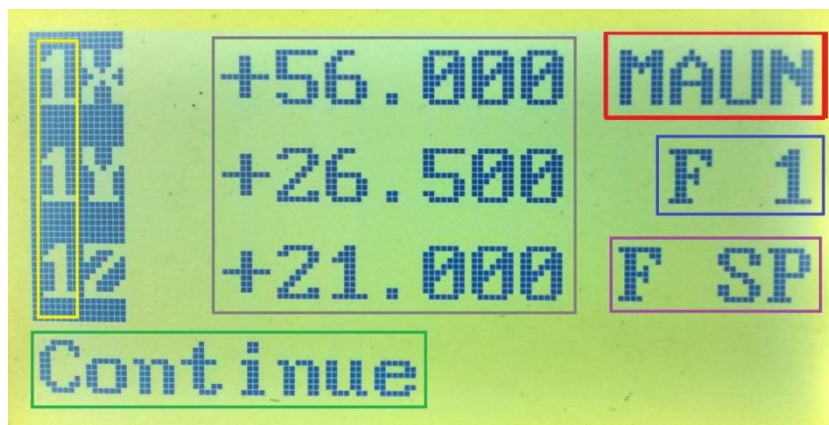 1X +56.000 MAUN
1Y +26.500 F 1
1Z +21.000 F SP
Continue